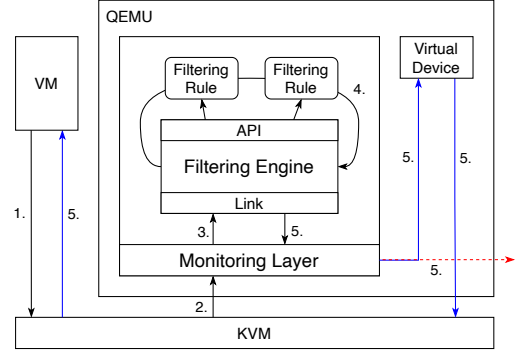 QEMU
VM
Filtering
Rule
Filtering
Rule
Virtual
Device
4.
API
Filtering Engine
Link
1.
5.
3.
5.
5.
5.
Monitoring Layer
5.
2.
KVM